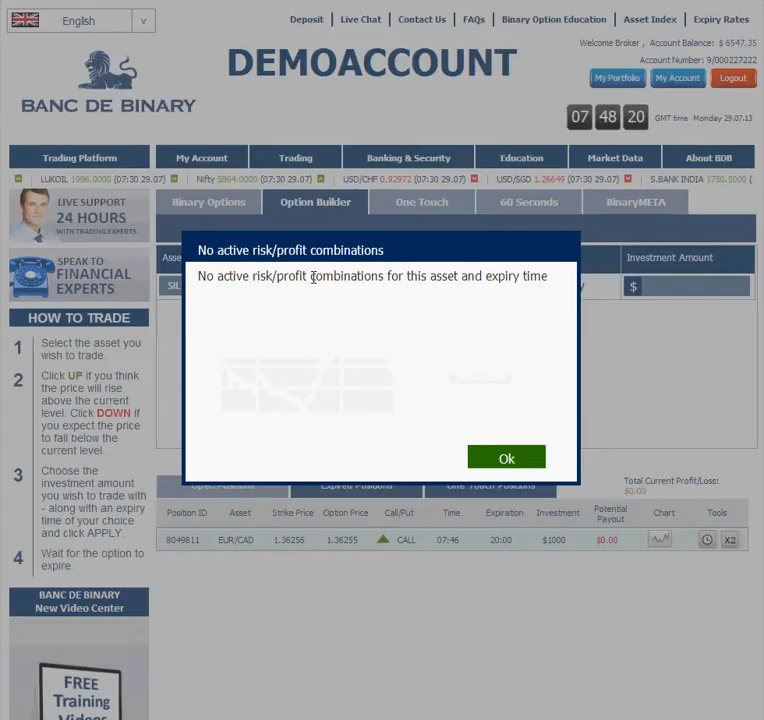 English
v
Deposit
Live Chat
Contact Us
FAQs
Binary Option Education
Asset Index
Expiry Rates
Welcome Broker , Account Balance: $ 6547,35
Account Number: 9/000227222
My Portfolio
My Account
Logout
BANC DE BINARY
DEMOACCOUNT
07 48 20 GMT time Monday 29.07.13
Trading Platform
My Account
Trading
Banking & Security
Education
Market Data
About BDB
LUKOIL 1996.0000 (07:30 29.07)
Nifty 5864.0000 (07:30 29.07)
USD/CHF 0.92972 (07:30 29.07)
USD/SGD 1.26649 (07:30 29.07)
S.BANK INDIA 1750.5000 (
LIVE SUPPORT
24 HOURS
WITH TRADING EXPERTS
SPEAK TO
FINANCIAL
EXPERTS
Binary Options
Option Builder
One Touch
60 Seconds
BinaryMETA
Investment Amount
$
No active risk/profit combinations
No active risk/profit combinations for this asset and expiry time
Ok
HOW TO TRADE
1 Select the asset you
wish to trade.
2 Click UP if you think
the price will rise
above the current
level. Click DOWN if
you expect the price
to fall below the
current level.
3 Choose the
investment amount
you wish to trade with
- along with an expiry
time of your choice
and click APPLY.
4 Wait for the option to
expire.
Open Positions
Expired Positions
One Touch Positions
Total Current Profit/Loss:
$0.00
Position ID
Asset
Strike Price
Option Price
Call/Put
Time
Expiration
Investment
Potential
Payout
Chart
Tools
8049811
EUR/CAD
1.36256
1.36255
CALL
07:46
20:00
$1000
$0.00
X2
BANC DE BINARY
New Video Center
FREE
Training
Videos